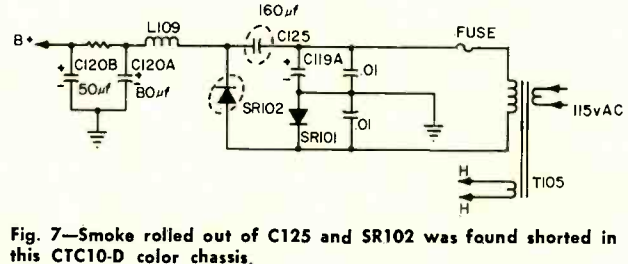 160µf
L109
C125
FUSE
B+
C120B
C120A
C119A
.01
50µf
80µf
SR102
SR101
.01
115vAC
H
H
T105
Fig. 7—Smoke rolled out of C125 and SR102 was found shorted in
this CTC10-D color chassis.